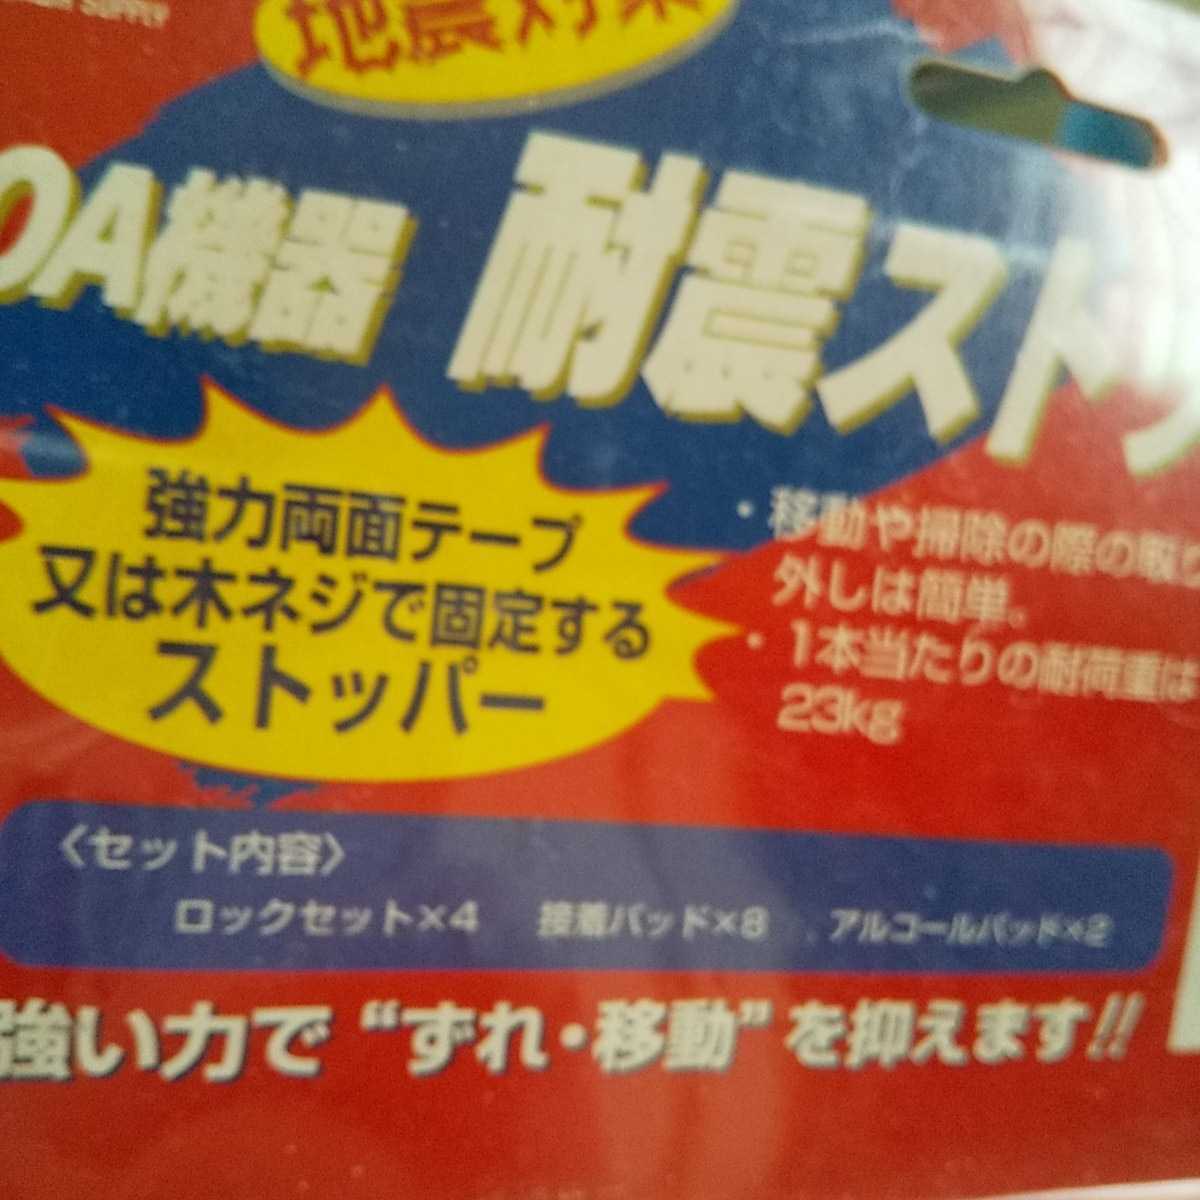 SUPPLY
地震対策
OA機器 耐震スト
強力両面テープ
又は木ネジで固定する
ストッパー
・移動や掃除の際の取り
外しは簡単。
・1本当たりの耐荷重は
23kg
〈セット内容〉
ロックセット×4 接着パッド×8 アルコールパッド×2
強い力で“ずれ・移動”を抑えます!!